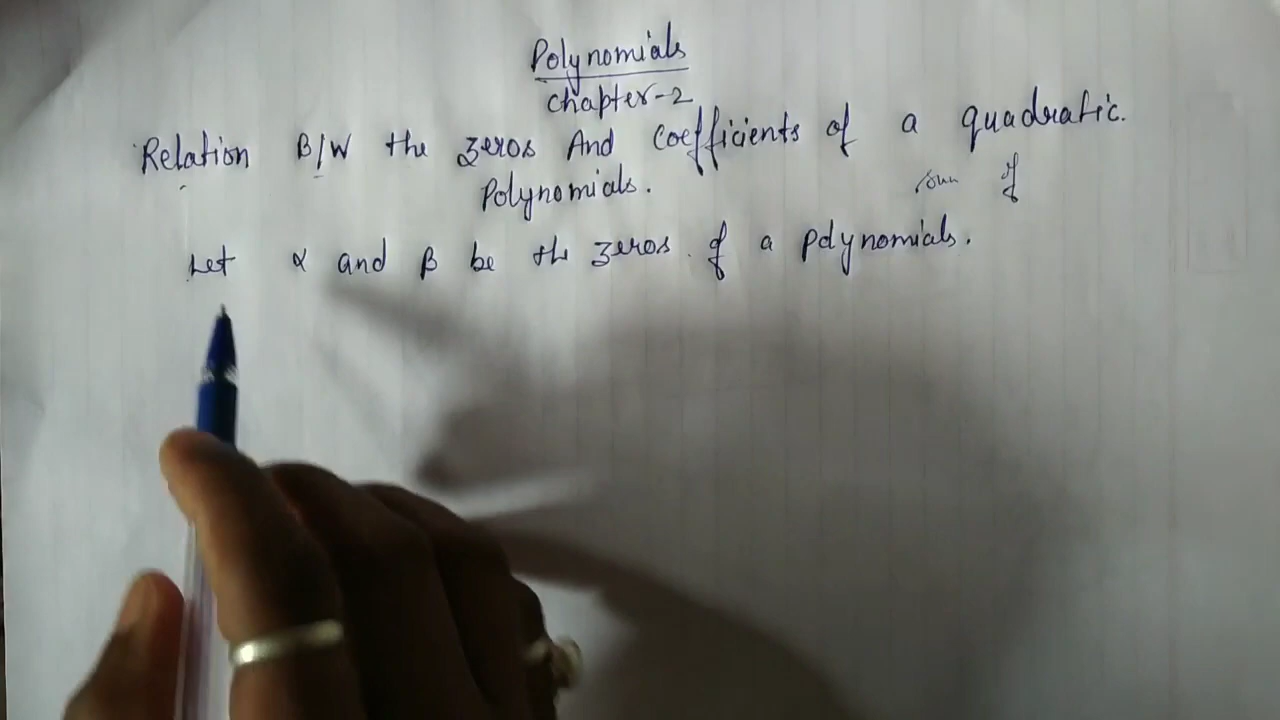 Polynomials
Chapter-2
Relation B/W the zeros And Coefficients of a quadratic.
Polynomials.
sum of
Let α and β be the zeros of a polynomials.